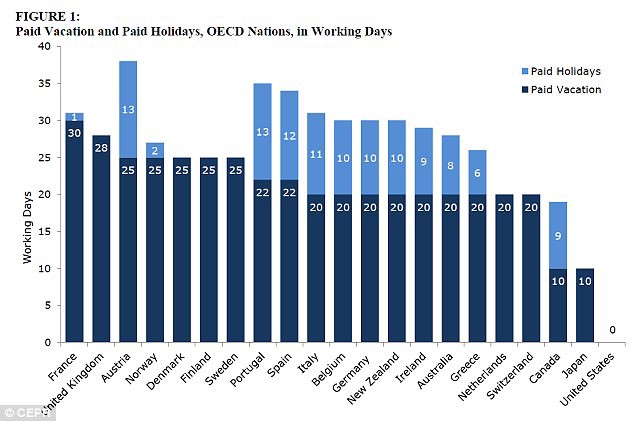 FIGURE 1:
Paid Vacation and Paid Holidays, OECD Nations, in Working Days
40
35
30
25
20
15
10
5
0
Working Days
Paid Holidays
Paid Vacation
1
30
28
13
25
2
25
25
25
25
13
22
12
22
11
20
10
20
10
20
10
20
9
20
8
20
6
20
20
20
9
10
10
0
France
United Kingdom
Austria
Norway
Denmark
Finland
Sweden
Portugal
Spain
Italy
Belgium
Germany
New Zealand
Ireland
Australia
Greece
Netherlands
Switzerland
Canada
Japan
United States
© CEPR